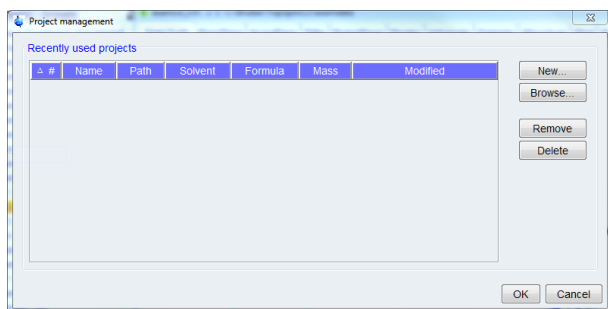 Project management
Recently used projects
△ # Name Path Solvent Formula Mass Modified
New...
Browse...
Remove
Delete
OK Cancel